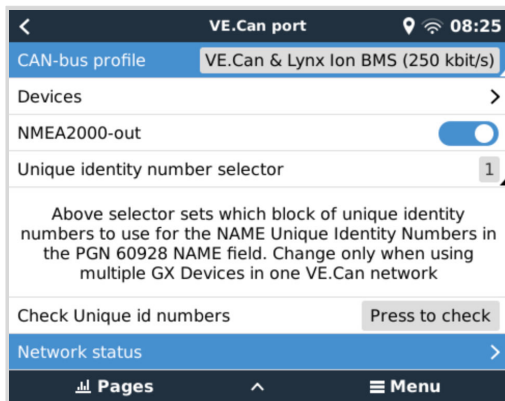 VE.Can port
08:25
CAN-bus profile
VE.Can & Lynx Ion BMS (250 kbit/s)
Devices
NMEA2000-out
Unique identity number selector
1
Above selector sets which block of unique identity
numbers to use for the NAME Unique Identity Numbers in
the PGN 60928 NAME field. Change only when using
multiple GX Devices in one VE.Can network
Check Unique id numbers
Press to check
Network status
Pages
Menu